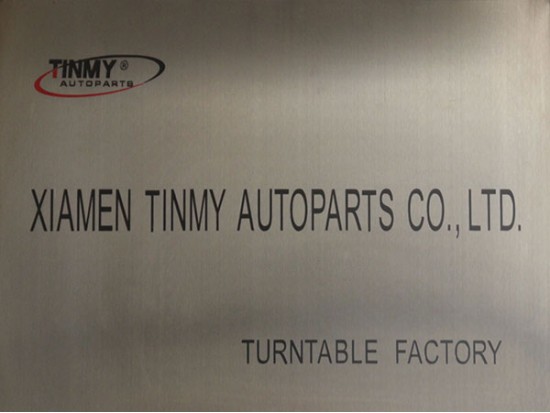 TINMY®
AUTOPARTS
XIAMEN TINMY AUTOPARTS CO., LTD.
TURNTABLE FACTORY